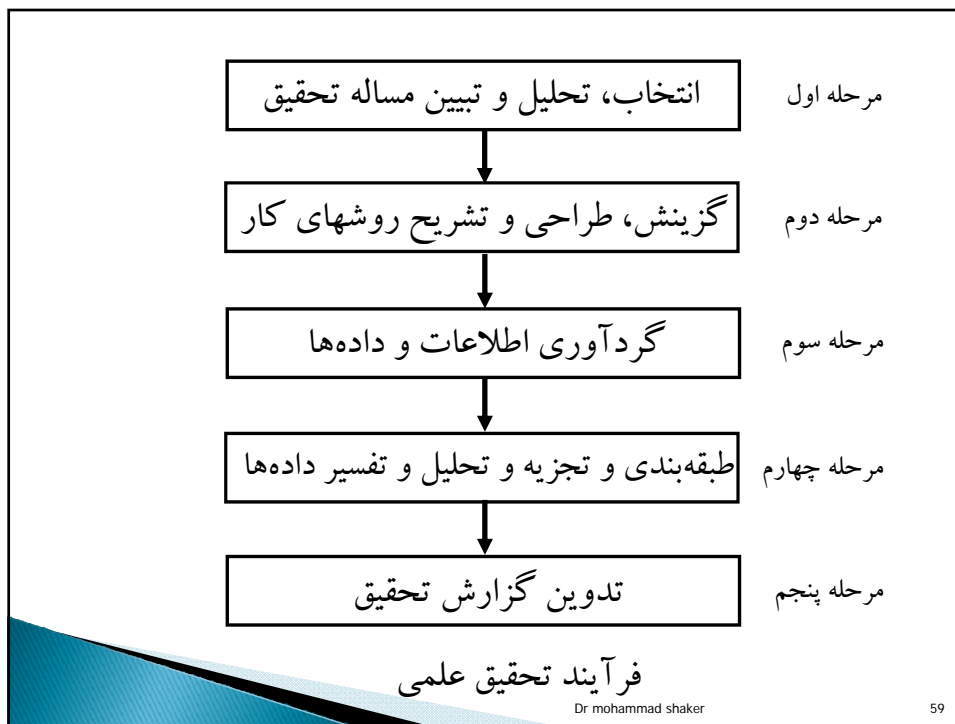 مرحله اول
انتخاب، تحلیل و تبیین مساله تحقیق
مرحله دوم
گزینش، طراحی و تشریح روشهای کار
مرحله سوم
گردآوری اطلاعات و داده‌ها
مرحله چهارم
طبقه‌بندی و تجزیه و تحلیل و تفسیر داده‌ها
مرحله پنجم
تدوین گزارش تحقیق
فرآیند تحقیق علمی
Dr mohammad shaker
59